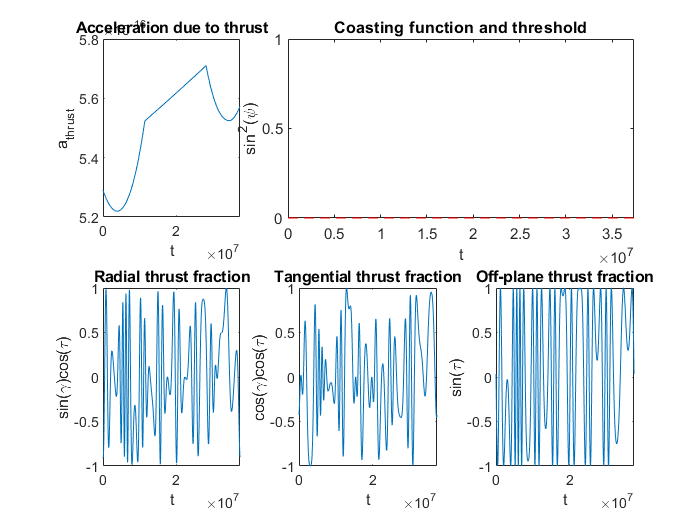 Acceleration due to thrust
Coasting function and threshold
5.8
5.6
5.4
5.2
a_thrust
0
2
×10^7
t
1
0.5
0
sin^2(ψ)
0 0.5 1 1.5 2 2.5 3 3.5
×10^7
t
Radial thrust fraction
Tangential thrust fraction
Off-plane thrust fraction
1
0.5
0
-0.5
-1
sin(γ)cos(τ)
0 2
×10^7
t
1
0.5
0
-0.5
-1
cos(γ)cos(τ)
0 2
×10^7
t
1
0.5
0
-0.5
-1
sin(τ)
0 2
×10^7
t